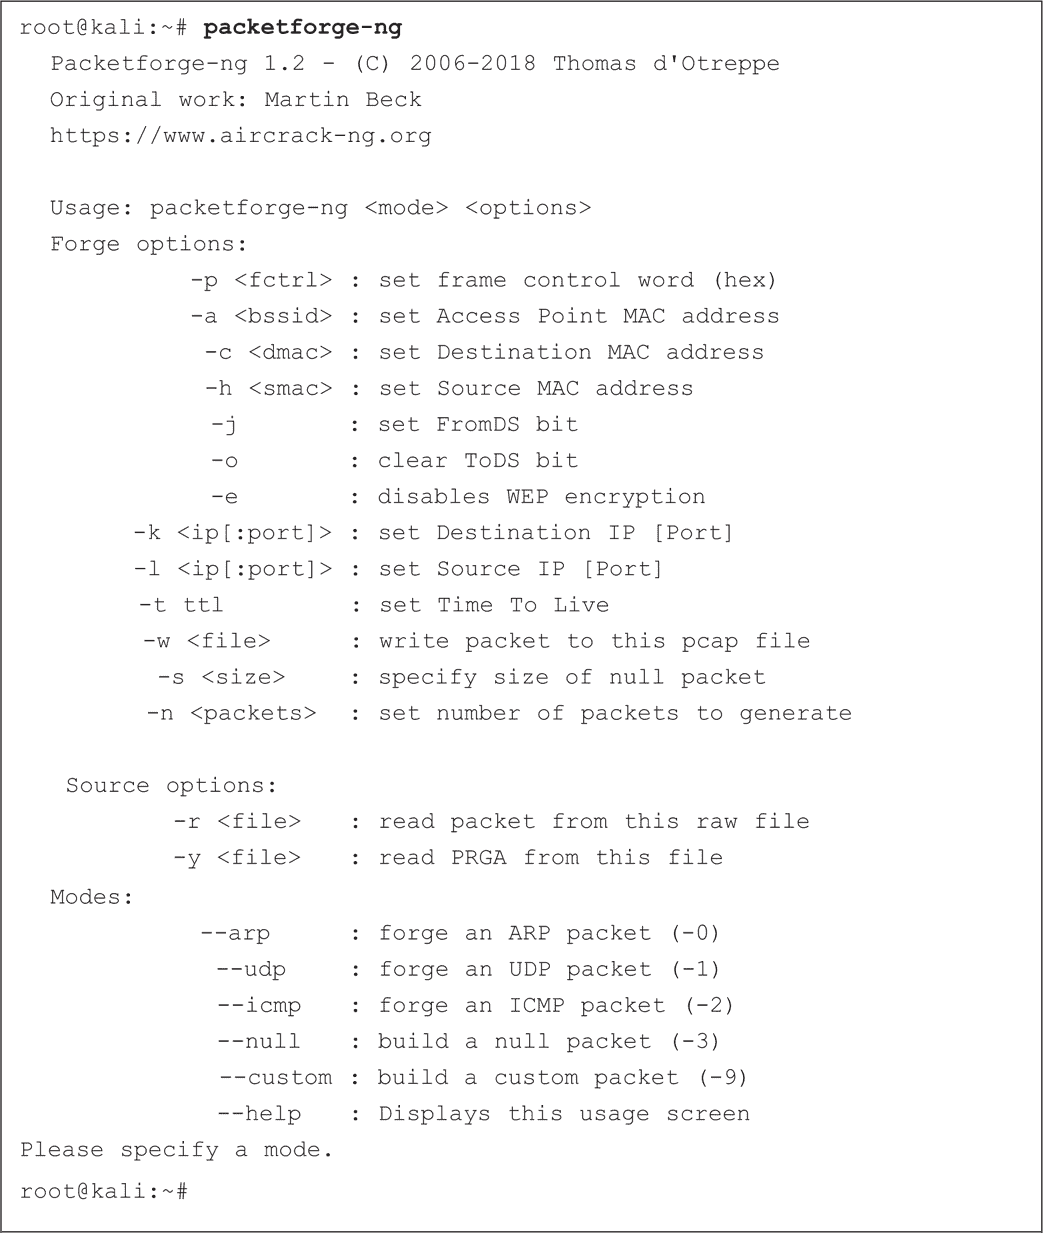 root@kali:~# packetforge-ng
Packetforge-ng 1.2 - (C) 2006-2018 Thomas d'Otreppe
Original work: Martin Beck
https://www.aircrack-ng.org
Usage: packetforge-ng <mode> <options>
Forge options:
-p <fctrl> : set frame control word (hex)
-a <bssid> : set Access Point MAC address
-c <dmac> : set Destination MAC address
-h <smac> : set Source MAC address
-j : set FromDS bit
-o : clear ToDS bit
-e : disables WEP encryption
-k <ip[:port]> : set Destination IP [Port]
-l <ip[:port]> : set Source IP [Port]
-t ttl : set Time To Live
-w <file> : write packet to this pcap file
-s <size> : specify size of null packet
-n <packets> : set number of packets to generate
Source options:
-r <file> : read packet from this raw file
-y <file> : read PRGA from this file
Modes:
--arp : forge an ARP packet (-0)
--udp : forge an UDP packet (-1)
--icmp : forge an ICMP packet (-2)
--null : build a null packet (-3)
--custom : build a custom packet (-9)
--help : Displays this usage screen
Please specify a mode.
root@kali:~#